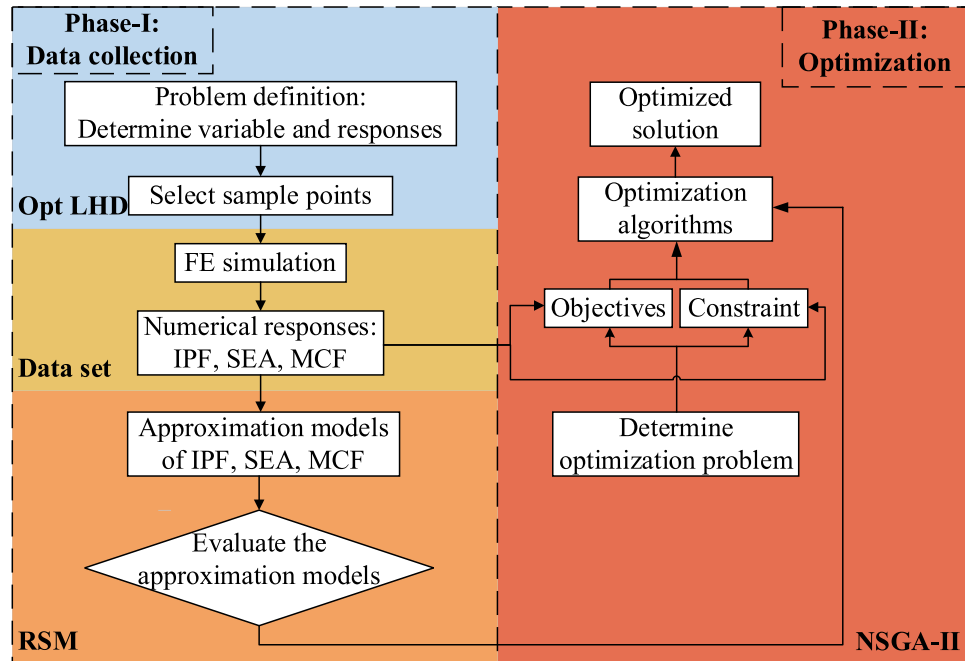 Phase-I:
Data collection
Problem definition:
Determine variable and responses
Select sample points
Opt LHD
FE simulation
Numerical responses:
IPF, SEA, MCF
Data set
Approximation models
of IPF, SEA, MCF
Evaluate the
approximation models
RSM
Phase-II:
Optimization
Optimized
solution
Optimization
algorithms
Objectives
Constraint
Determine
optimization problem
NSGA-II